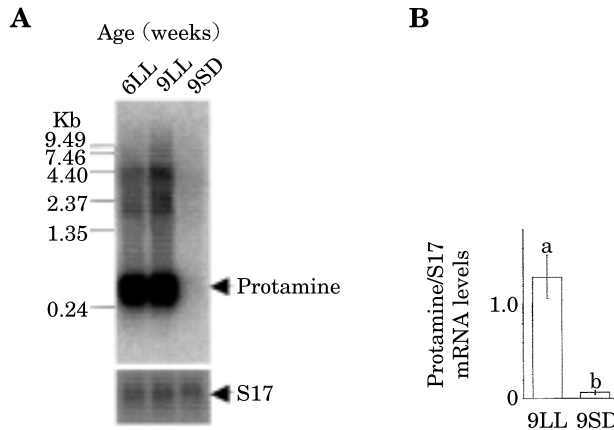 A
Age (weeks)
6LL 9LL 9SD
Kb
9.49
7.46
4.40
2.37
1.35
0.24
Protamine
S17
B
Protamine/S17
mRNA levels
1.0
0
a
b
9LL 9SD